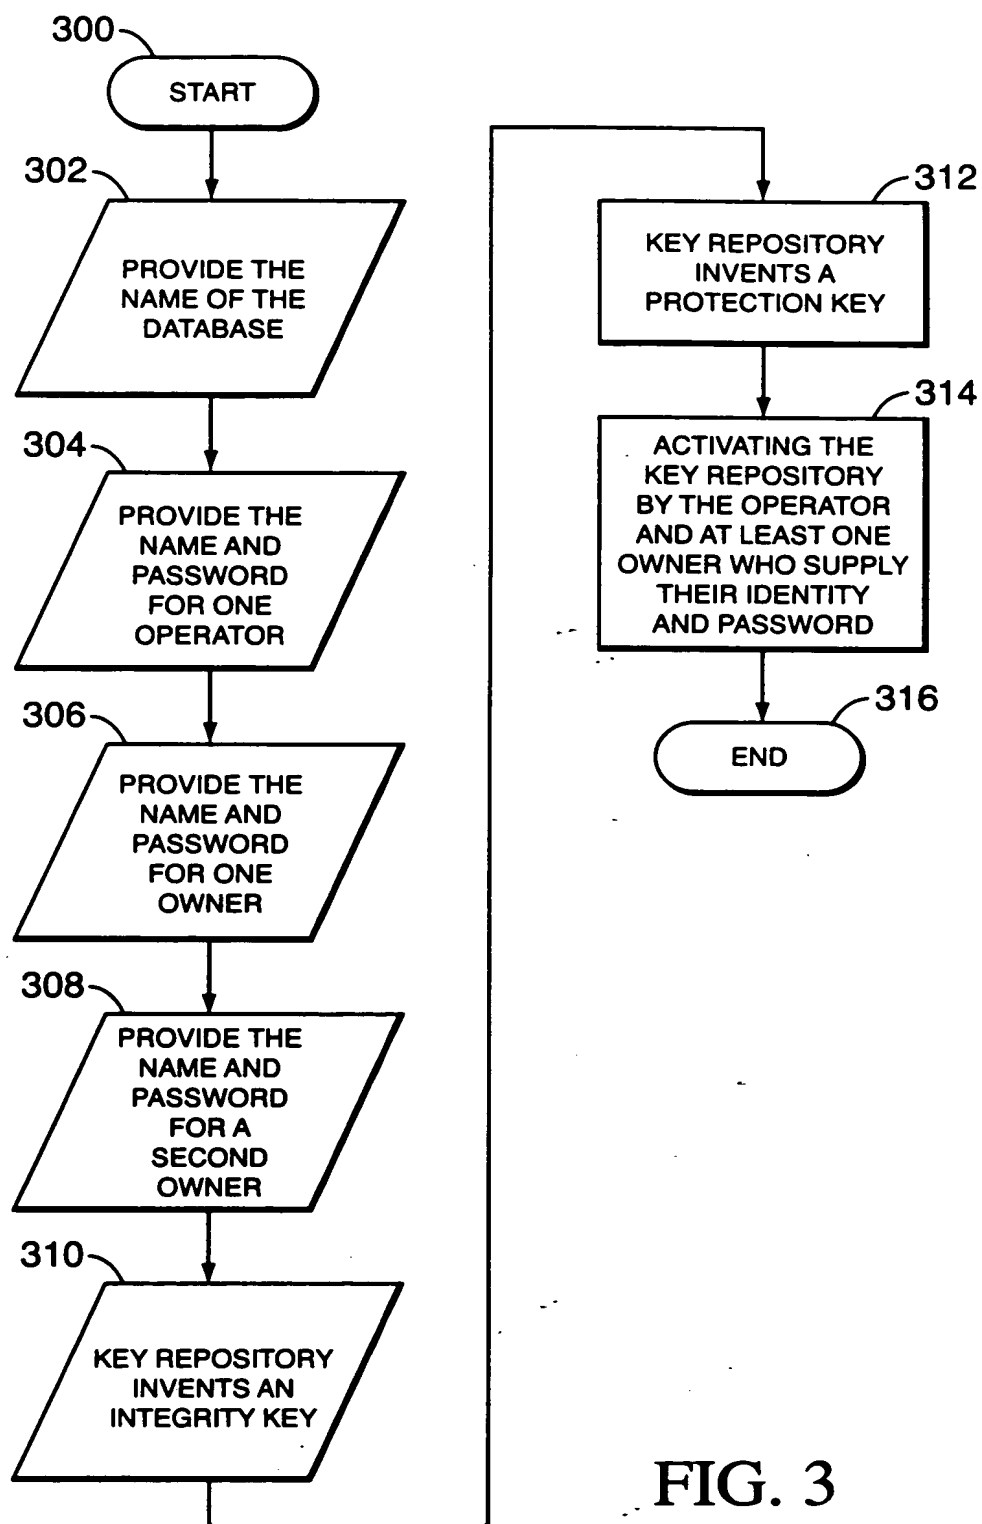 300
START
302
PROVIDE THE
NAME OF THE
DATABASE
304
PROVIDE THE
NAME AND
PASSWORD
FOR ONE
OPERATOR
306
PROVIDE THE
NAME AND
PASSWORD
FOR ONE
OWNER
308
PROVIDE THE
NAME AND
PASSWORD
FOR A
SECOND
OWNER
310
KEY REPOSITORY
INVENTS AN
INTEGRITY KEY
312
KEY REPOSITORY
INVENTS A
PROTECTION KEY
314
ACTIVATING THE
KEY REPOSITORY
BY THE OPERATOR
AND AT LEAST ONE
OWNER WHO SUPPLY
THEIR IDENTITY
AND PASSWORD
316
END
FIG. 3